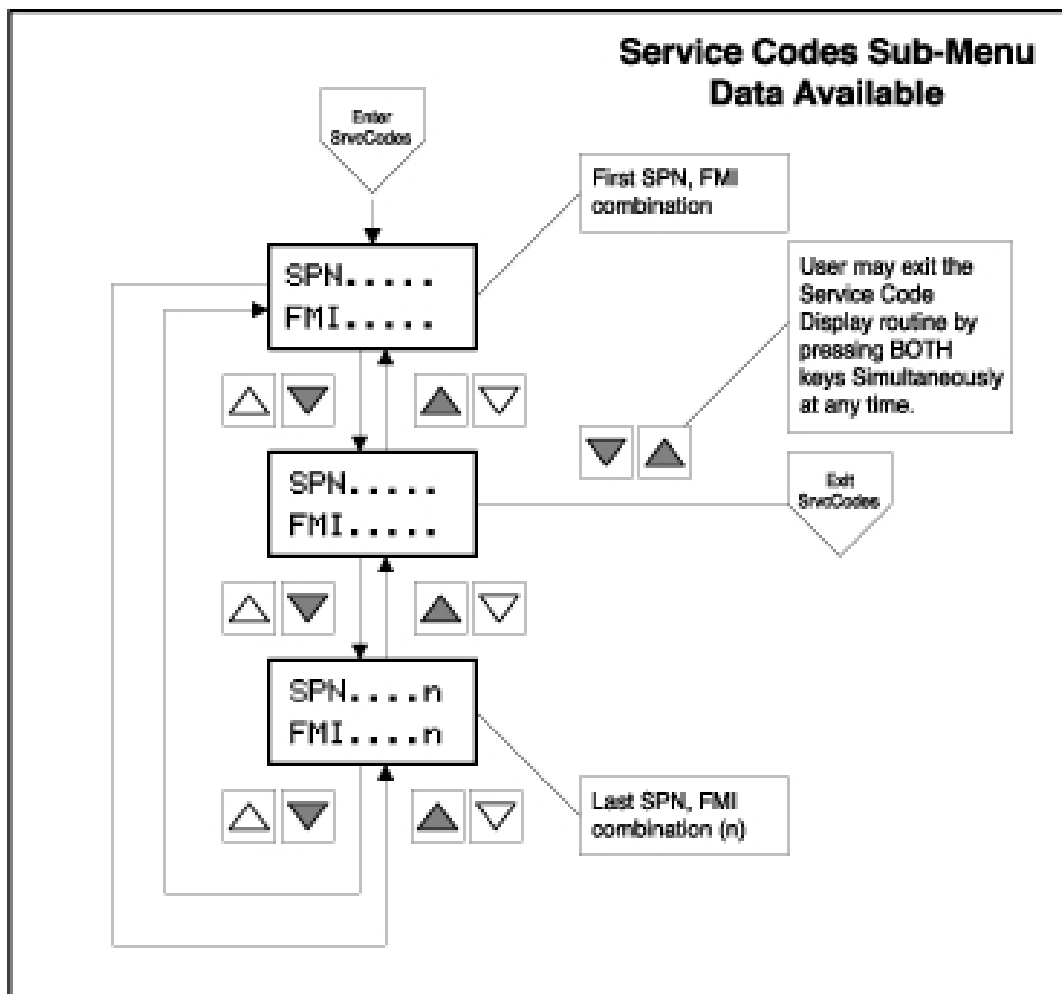 Service Codes Sub-Menu
Data Available
Enter
SrvcCodes
First SPN, FMI
combination
SPN.....
FMI.....
User may exit the
Service Code
Display routine by
pressing BOTH
keys Simultaneously
at any time.
SPN.....
FMI.....
Exit
SrvcCodes
SPN....n
FMI....n
Last SPN, FMI
combination (n)